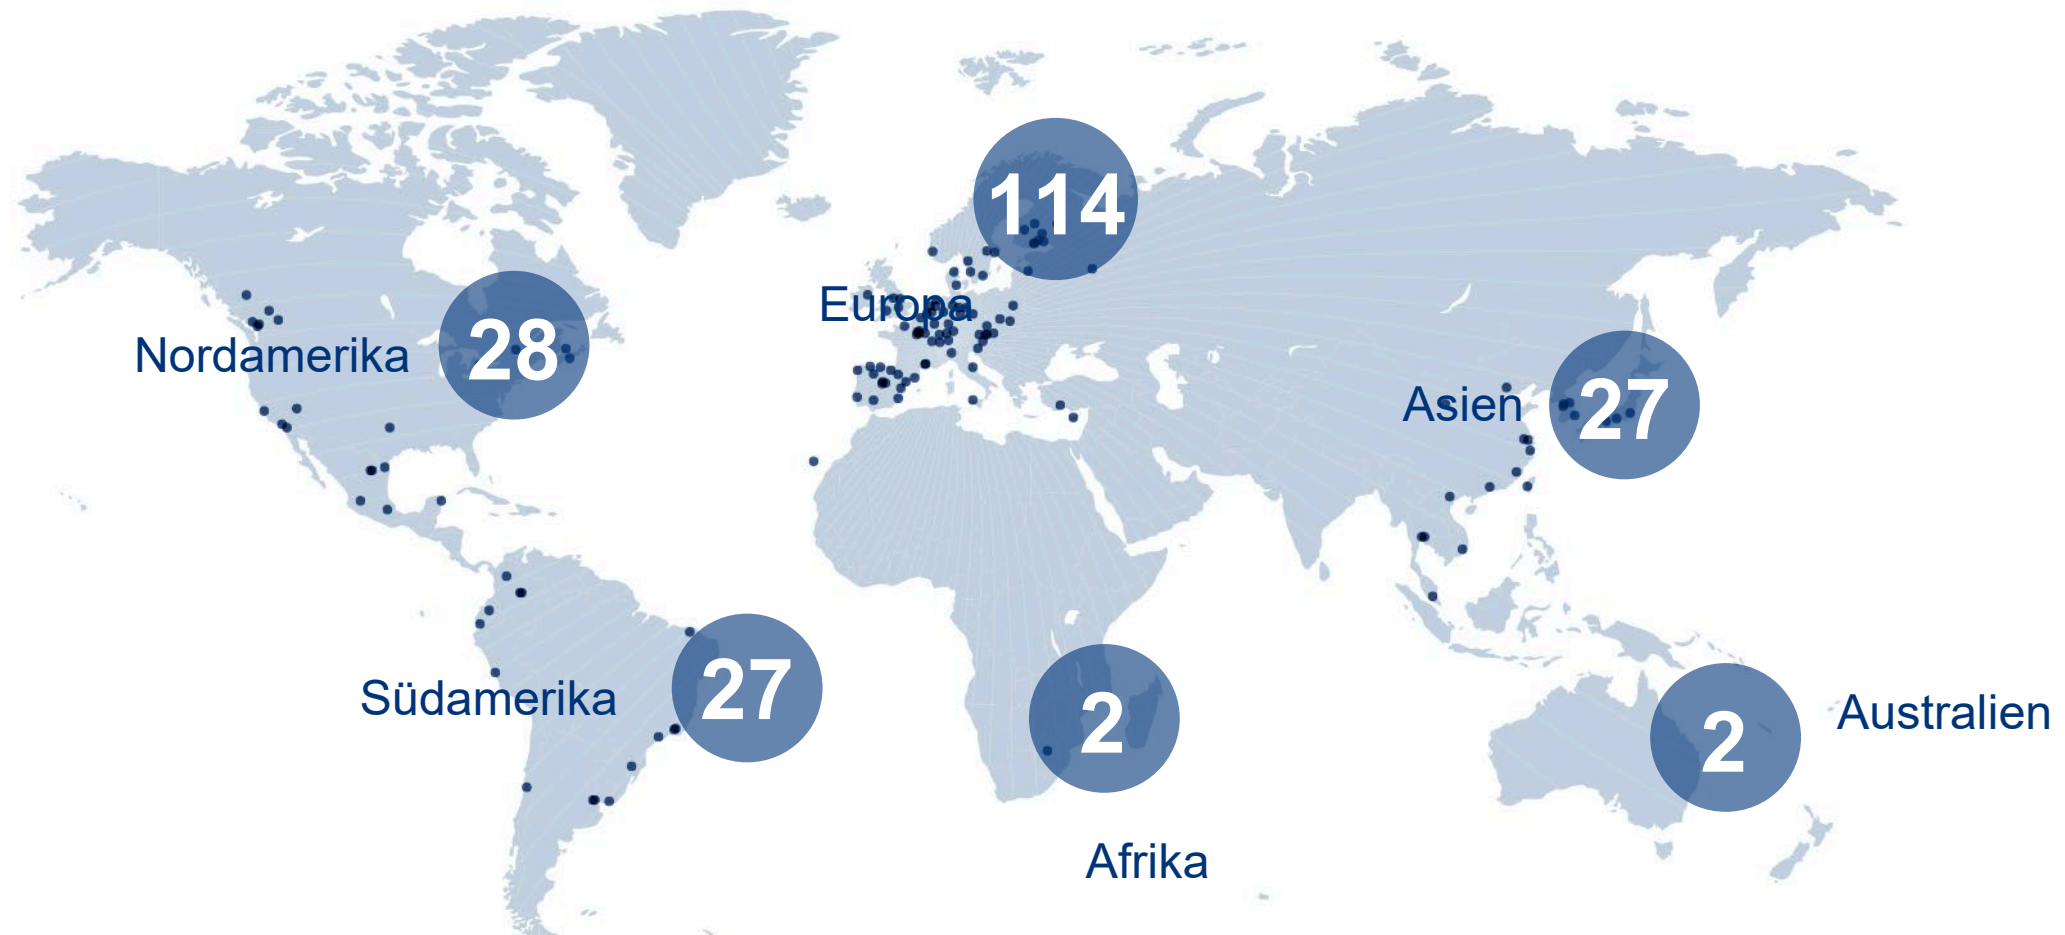 114
Europa
Nordamerika
28
Asien
27
Südamerika
27
2
Afrika
2
Australien